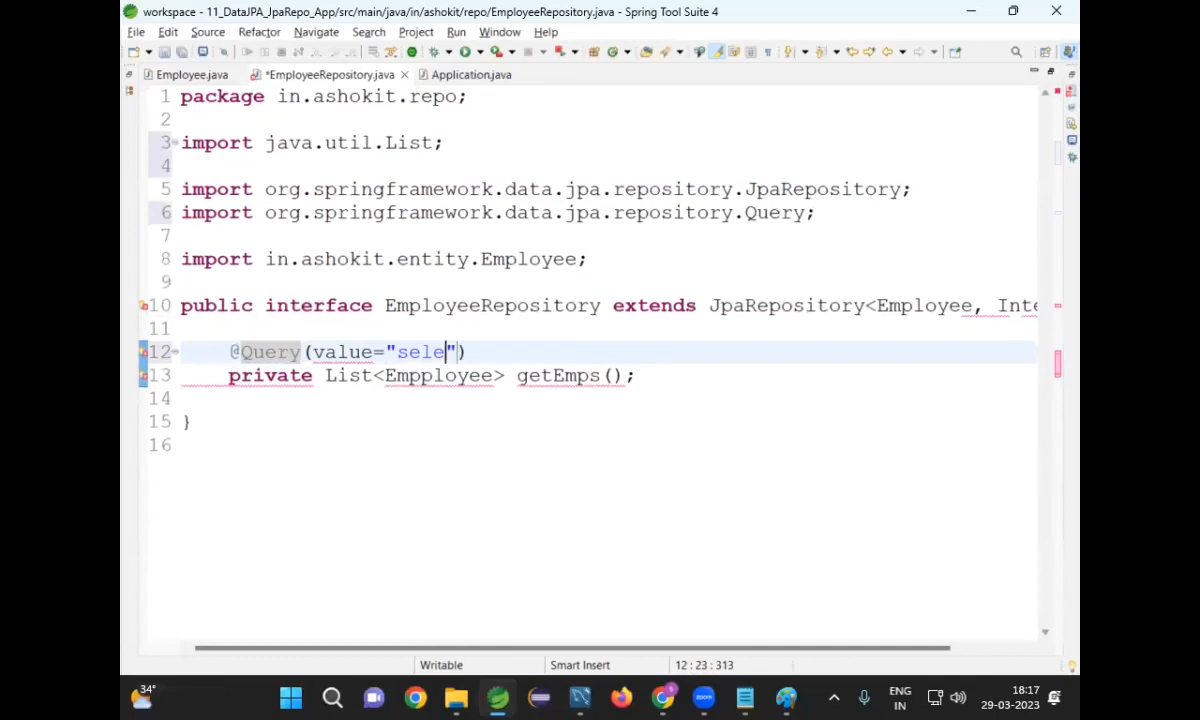 workspace - 11_DataJPA_JpaRepo_App/src/main/java/in/ashokit/repo/EmployeeRepository.java - Spring Tool Suite 4
File Edit Source Refactor Navigate Search Project Run Window Help
Employee.java *EmployeeRepository.java Application.java
1 package in.ashokit.repo;
2
3 import java.util.List;
4
5 import org.springframework.data.jpa.repository.JpaRepository;
6 import org.springframework.data.jpa.repository.Query;
7
8 import in.ashokit.entity.Employee;
9
10 public interface EmployeeRepository extends JpaRepository<Employee, Inte
11
12 @Query(value="sele")
13 private List<Empployee> getEmps();
14
15 }
16
Writable Smart Insert 12 : 23 : 313
34°
zoom
ENG
IN
18:17
29-03-2023